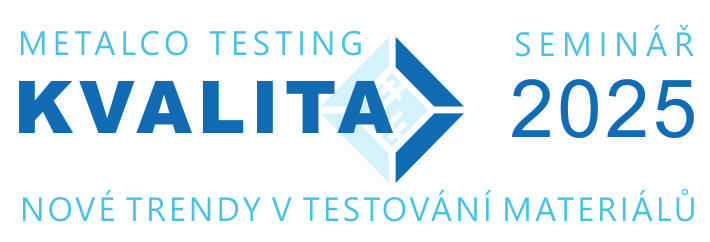 METALCO TESTING SEMINÁŘ
KVALITA 2025
NOVÉ TRENDY V TESTOVÁNÍ MATERIÁLŮ